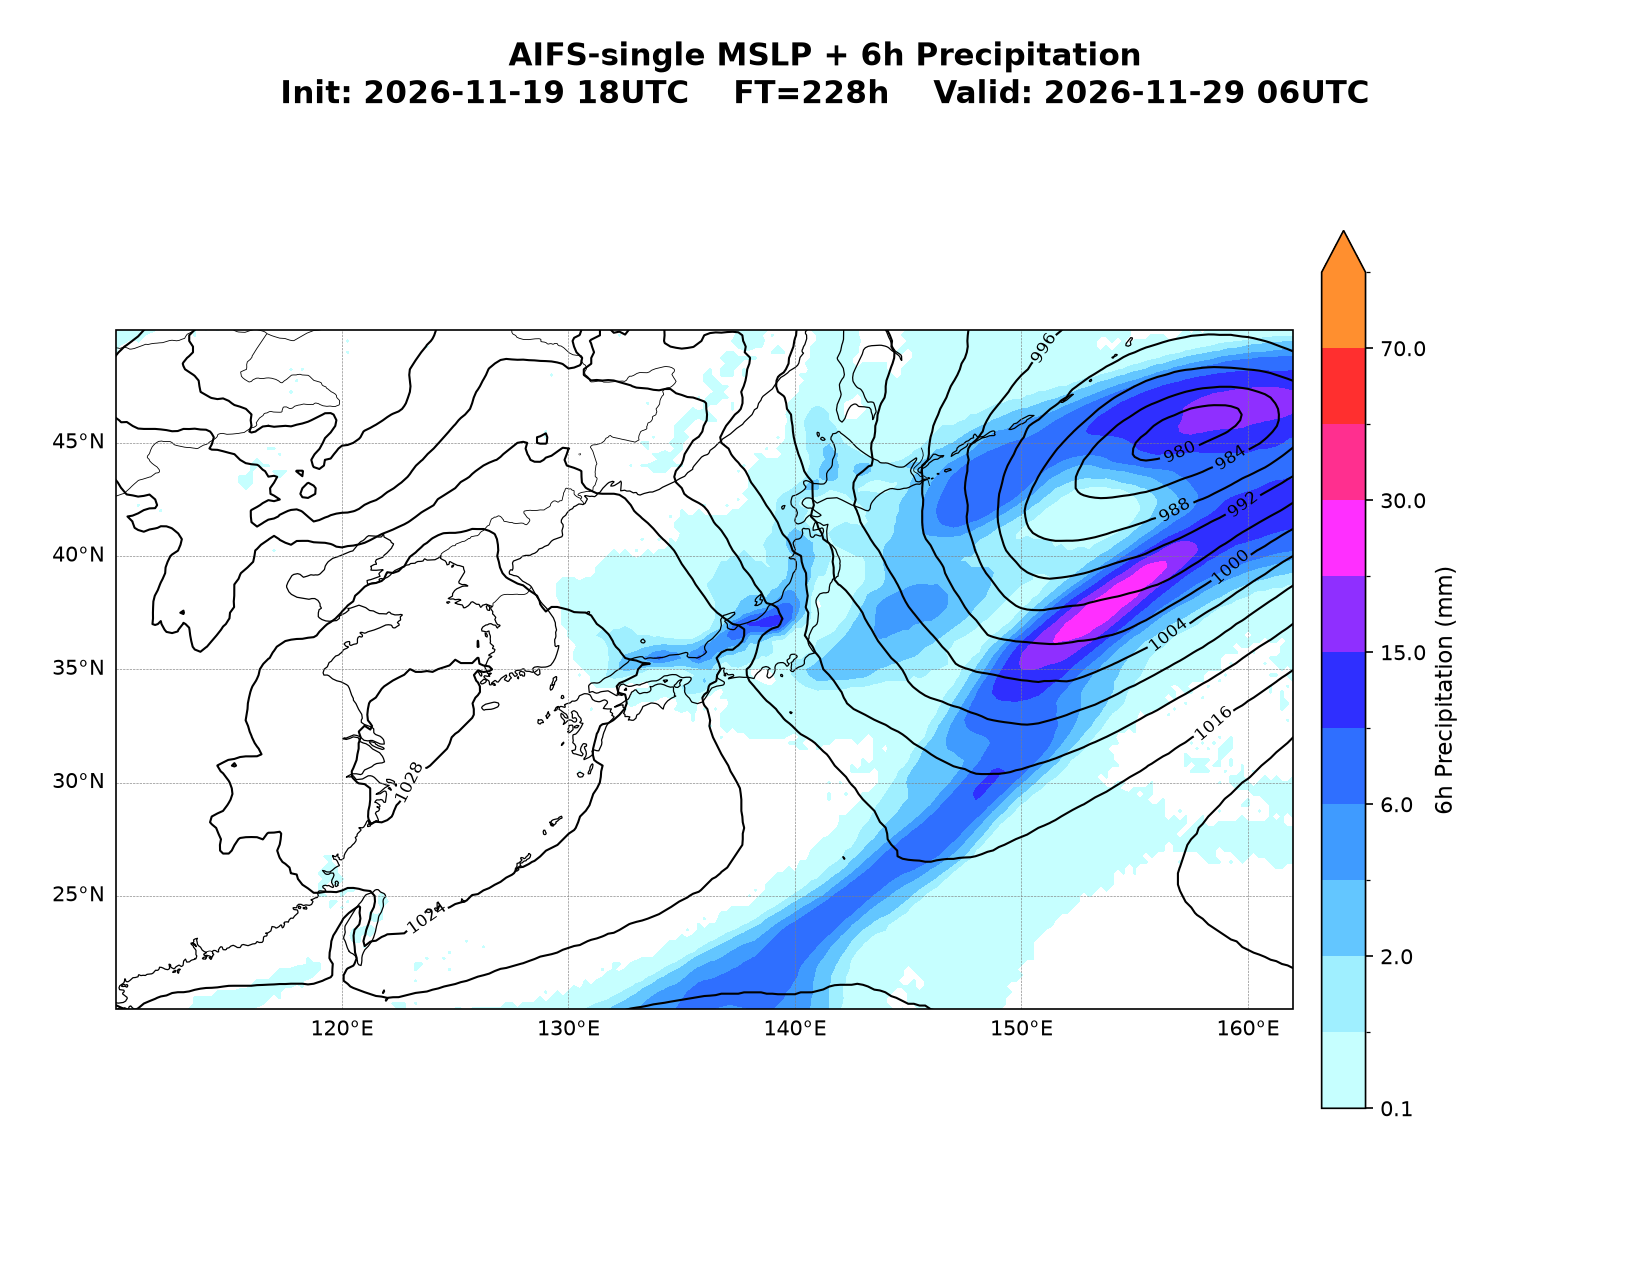 AIFS-single MSLP + 6h Precipitation
Init: 2026-11-19 18UTC    FT=228h    Valid: 2026-11-29 06UTC
996
45°N
980
984
988
992
40°N
1000
1004
35°N
1016
30°N
1028
25°N
1024
120°E
130°E
140°E
150°E
160°E
70.0
30.0
15.0
6.0
2.0
0.1
6h Precipitation (mm)